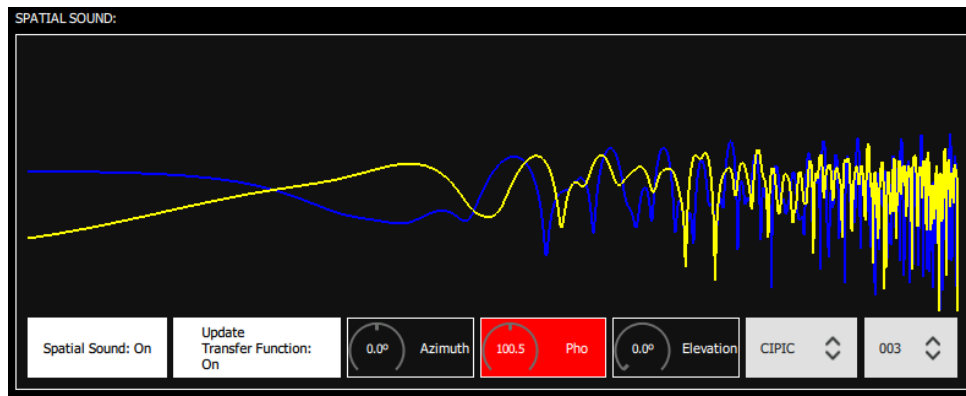 SPATIAL SOUND:
Spatial Sound: On
Update
Transfer Function:
On
0.0º Azimuth
100.5 Pho
0.0º Elevation
CIPIC
003